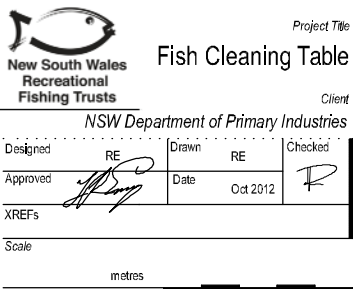 New South Wales
Recreational
Fishing Trusts
Project Title
Fish Cleaning Table
Client
NSW Department of Primary Industries
Designed RE Drawn RE Checked
Approved Date Oct 2012
XREFs
Scale
metres